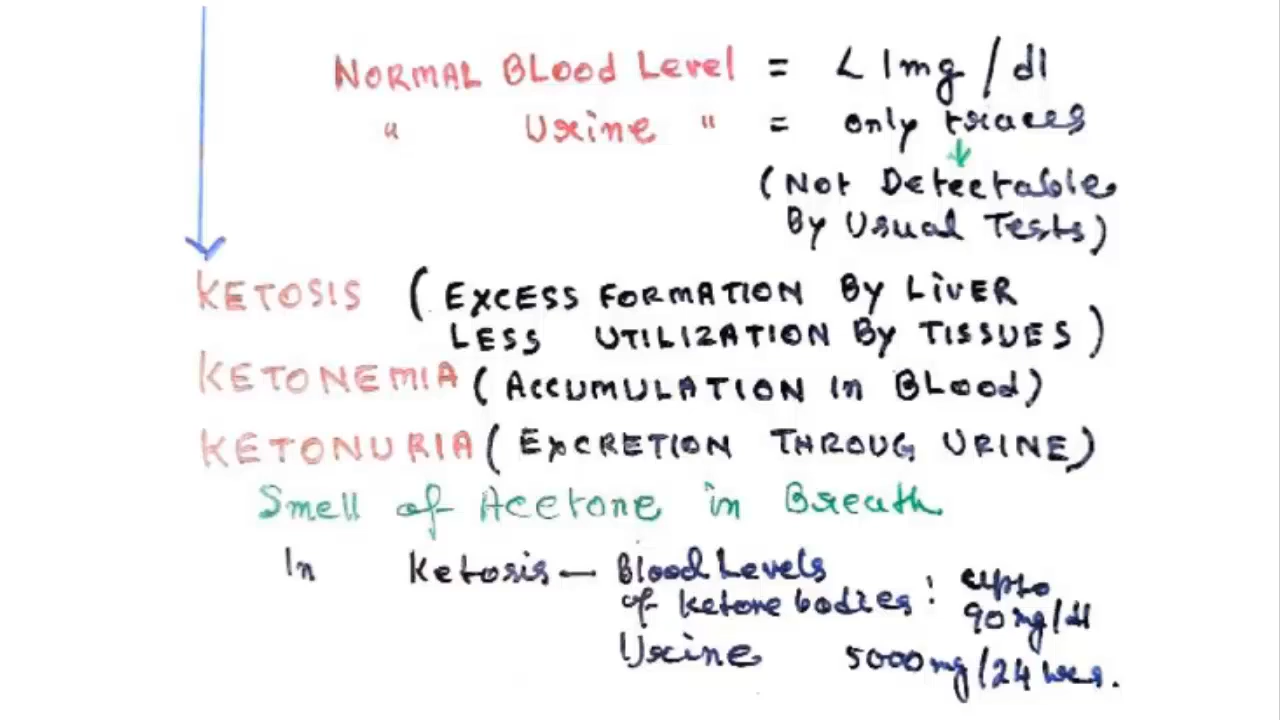 NORMAL BLOOD LEVEL = < 1mg/dl
" Urine " = only traces
(Not Detectable
By Usual Tests)
KETOSIS (EXCESS FORMATION BY LIVER
LESS UTILIZATION BY TISSUES)
KETONEMIA (ACCUMULATION IN BLOOD)
KETONURIA (EXCRETION THROUG URINE)
Smell of Acetone in Breath
In Ketosis — Blood Levels
of Ketone bodies : upto
90mg/dl
Urine 5000mg/24 hrs.